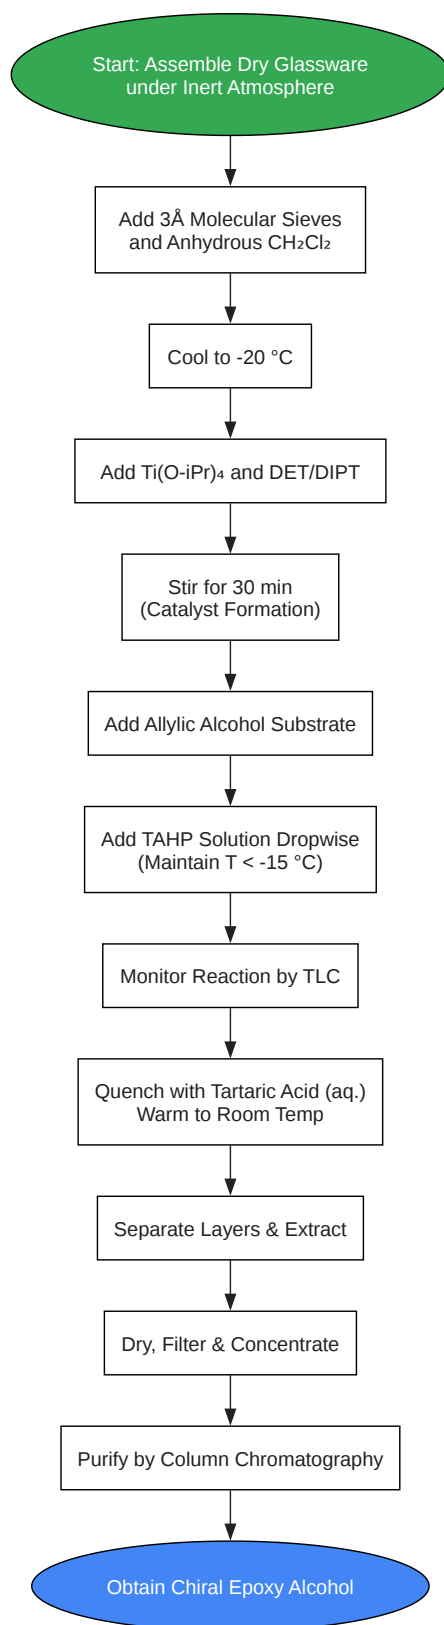 Start: Assemble Dry Glassware
under Inert Atmosphere
Add 3Å Molecular Sieves
and Anhydrous CH₂Cl₂
Cool to -20 °C
Add Ti(O-iPr)₄ and DET/DIPT
Stir for 30 min
(Catalyst Formation)
Add Allylic Alcohol Substrate
Add TAHP Solution Dropwise
(Maintain T < -15 °C)
Monitor Reaction by TLC
Quench with Tartaric Acid (aq.)
Warm to Room Temp
Separate Layers & Extract
Dry, Filter & Concentrate
Purify by Column Chromatography
Obtain Chiral Epoxy Alcohol